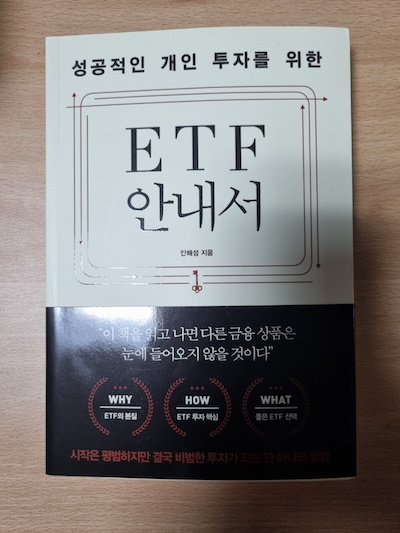 성공적인 개인 투자를 위한
ETF
안내서
안해성 지음
“이 책을 읽고 나면 다른 금융 상품은
눈에 들어오지 않을 것이다”
WHY
ETF의 본질
HOW
ETF 투자 핵심
WHAT
좋은 ETF 선택
시작은 평범하지만 결국 비범한 투자가 되는 단 하나의 방법